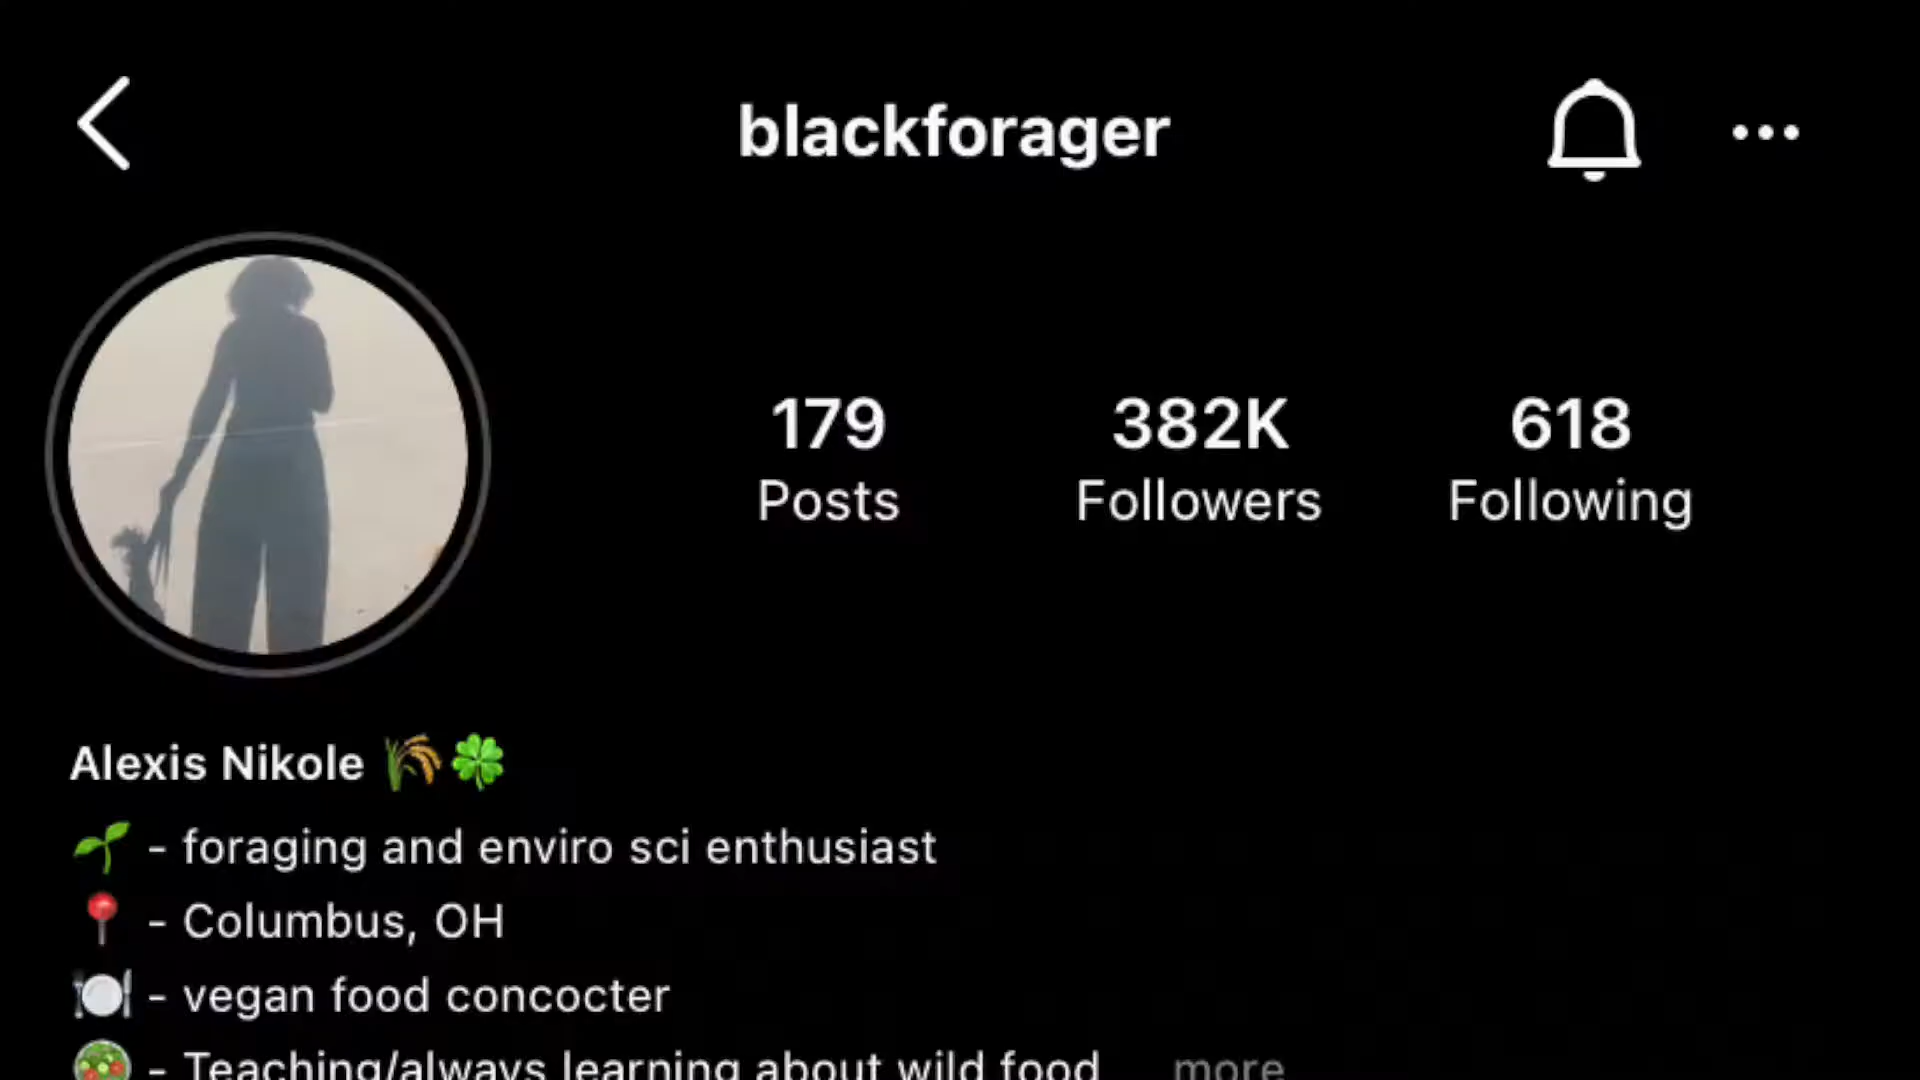 blackforager
179 382K 618
Posts Followers Following
Alexis Nikole 🌾🍀
🌱 - foraging and enviro sci enthusiast
📍 - Columbus, OH
🍽️ - vegan food concocter
🥗 - Teaching/always learning about wild food more